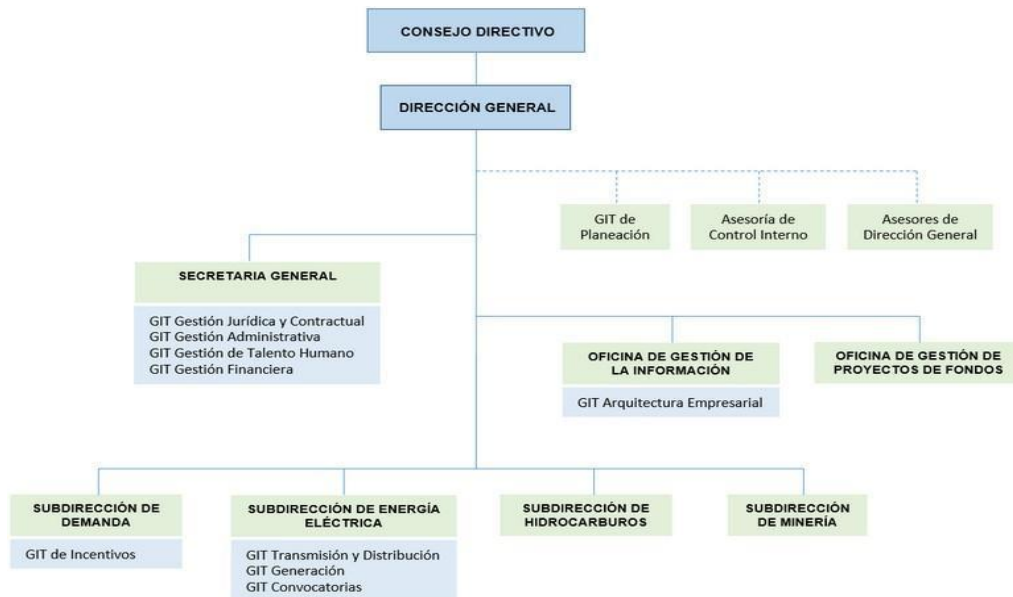 CONSEJO DIRECTIVO
DIRECCIÓN GENERAL
GIT de
Planeación
Asesoría de
Control Interno
Asesores de
Dirección General
SECRETARIA GENERAL
GIT Gestión Jurídica y Contractual
GIT Gestión Administrativa
GIT Gestión de Talento Humano
GIT Gestión Financiera
OFICINA DE GESTIÓN DE
LA INFORMACIÓN
GIT Arquitectura Empresarial
OFICINA DE GESTIÓN DE
PROYECTOS DE FONDOS
SUBDIRECCIÓN DE
DEMANDA
GIT de Incentivos
SUBDIRECCIÓN DE ENERGÍA
ELÉCTRICA
GIT Transmisión y Distribución
GIT Generación
GIT Convocatorias
SUBDIRECCIÓN DE
HIDROCARBUROS
SUBDIRECCIÓN
DE MINERÍA